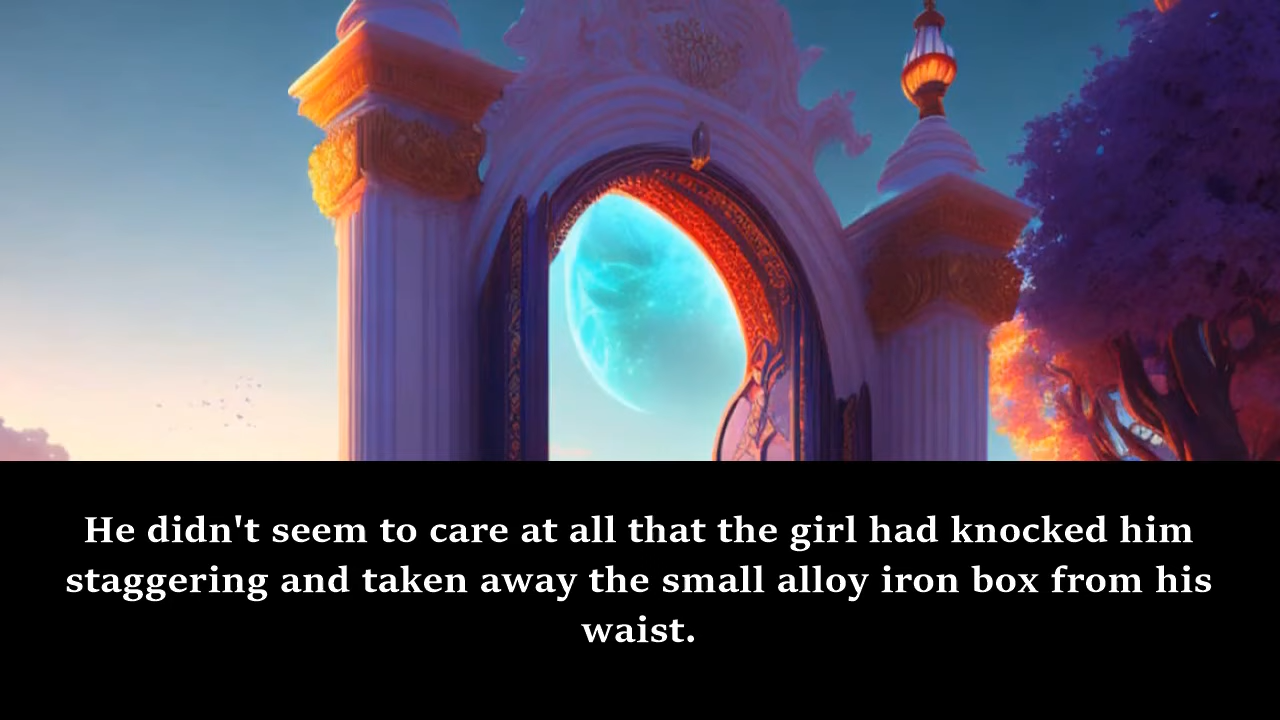 He didn't seem to care at all that the girl had knocked him
staggering and taken away the small alloy iron box from his
waist.